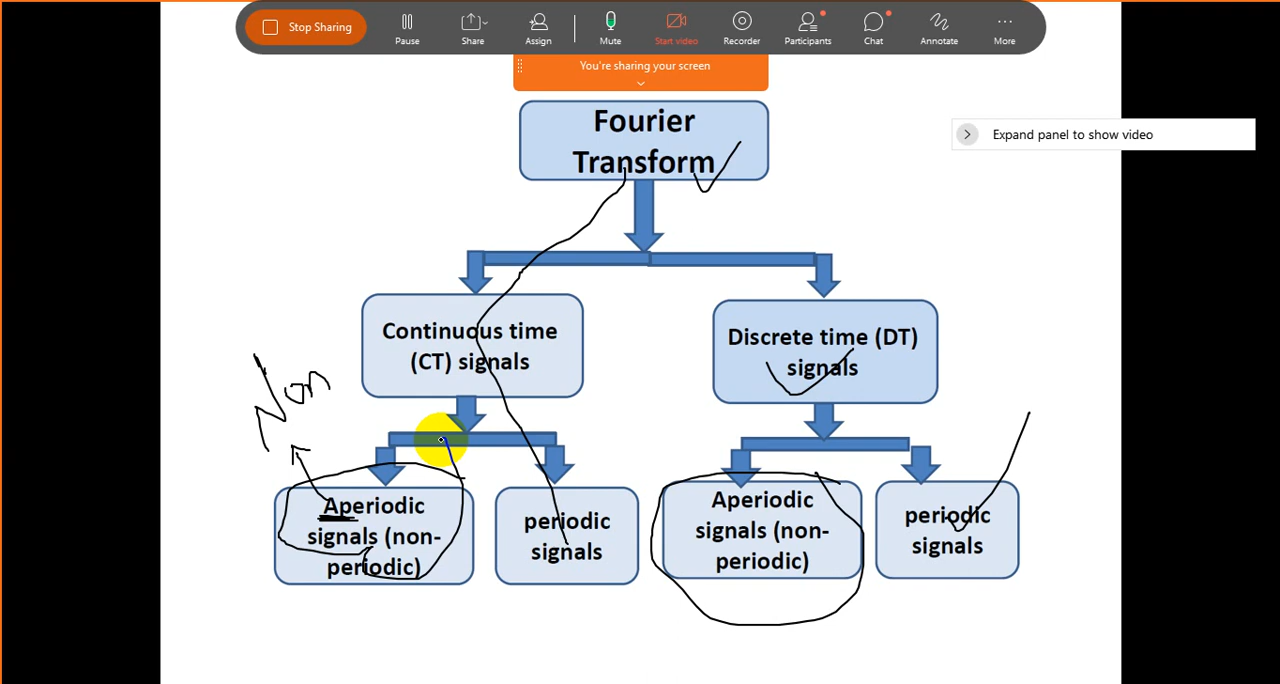 Stop Sharing
Pause
Share
Assign
Mute
Start video
Recorder
Participants
Chat
Annotate
More
You're sharing your screen
Expand panel to show video
Fourier
Transform
Continuous time
(CT) signals
Discrete time (DT)
signals
Non
Aperiodic
signals (non-
periodic)
periodic
signals
Aperiodic
signals (non-
periodic)
periodic
signals